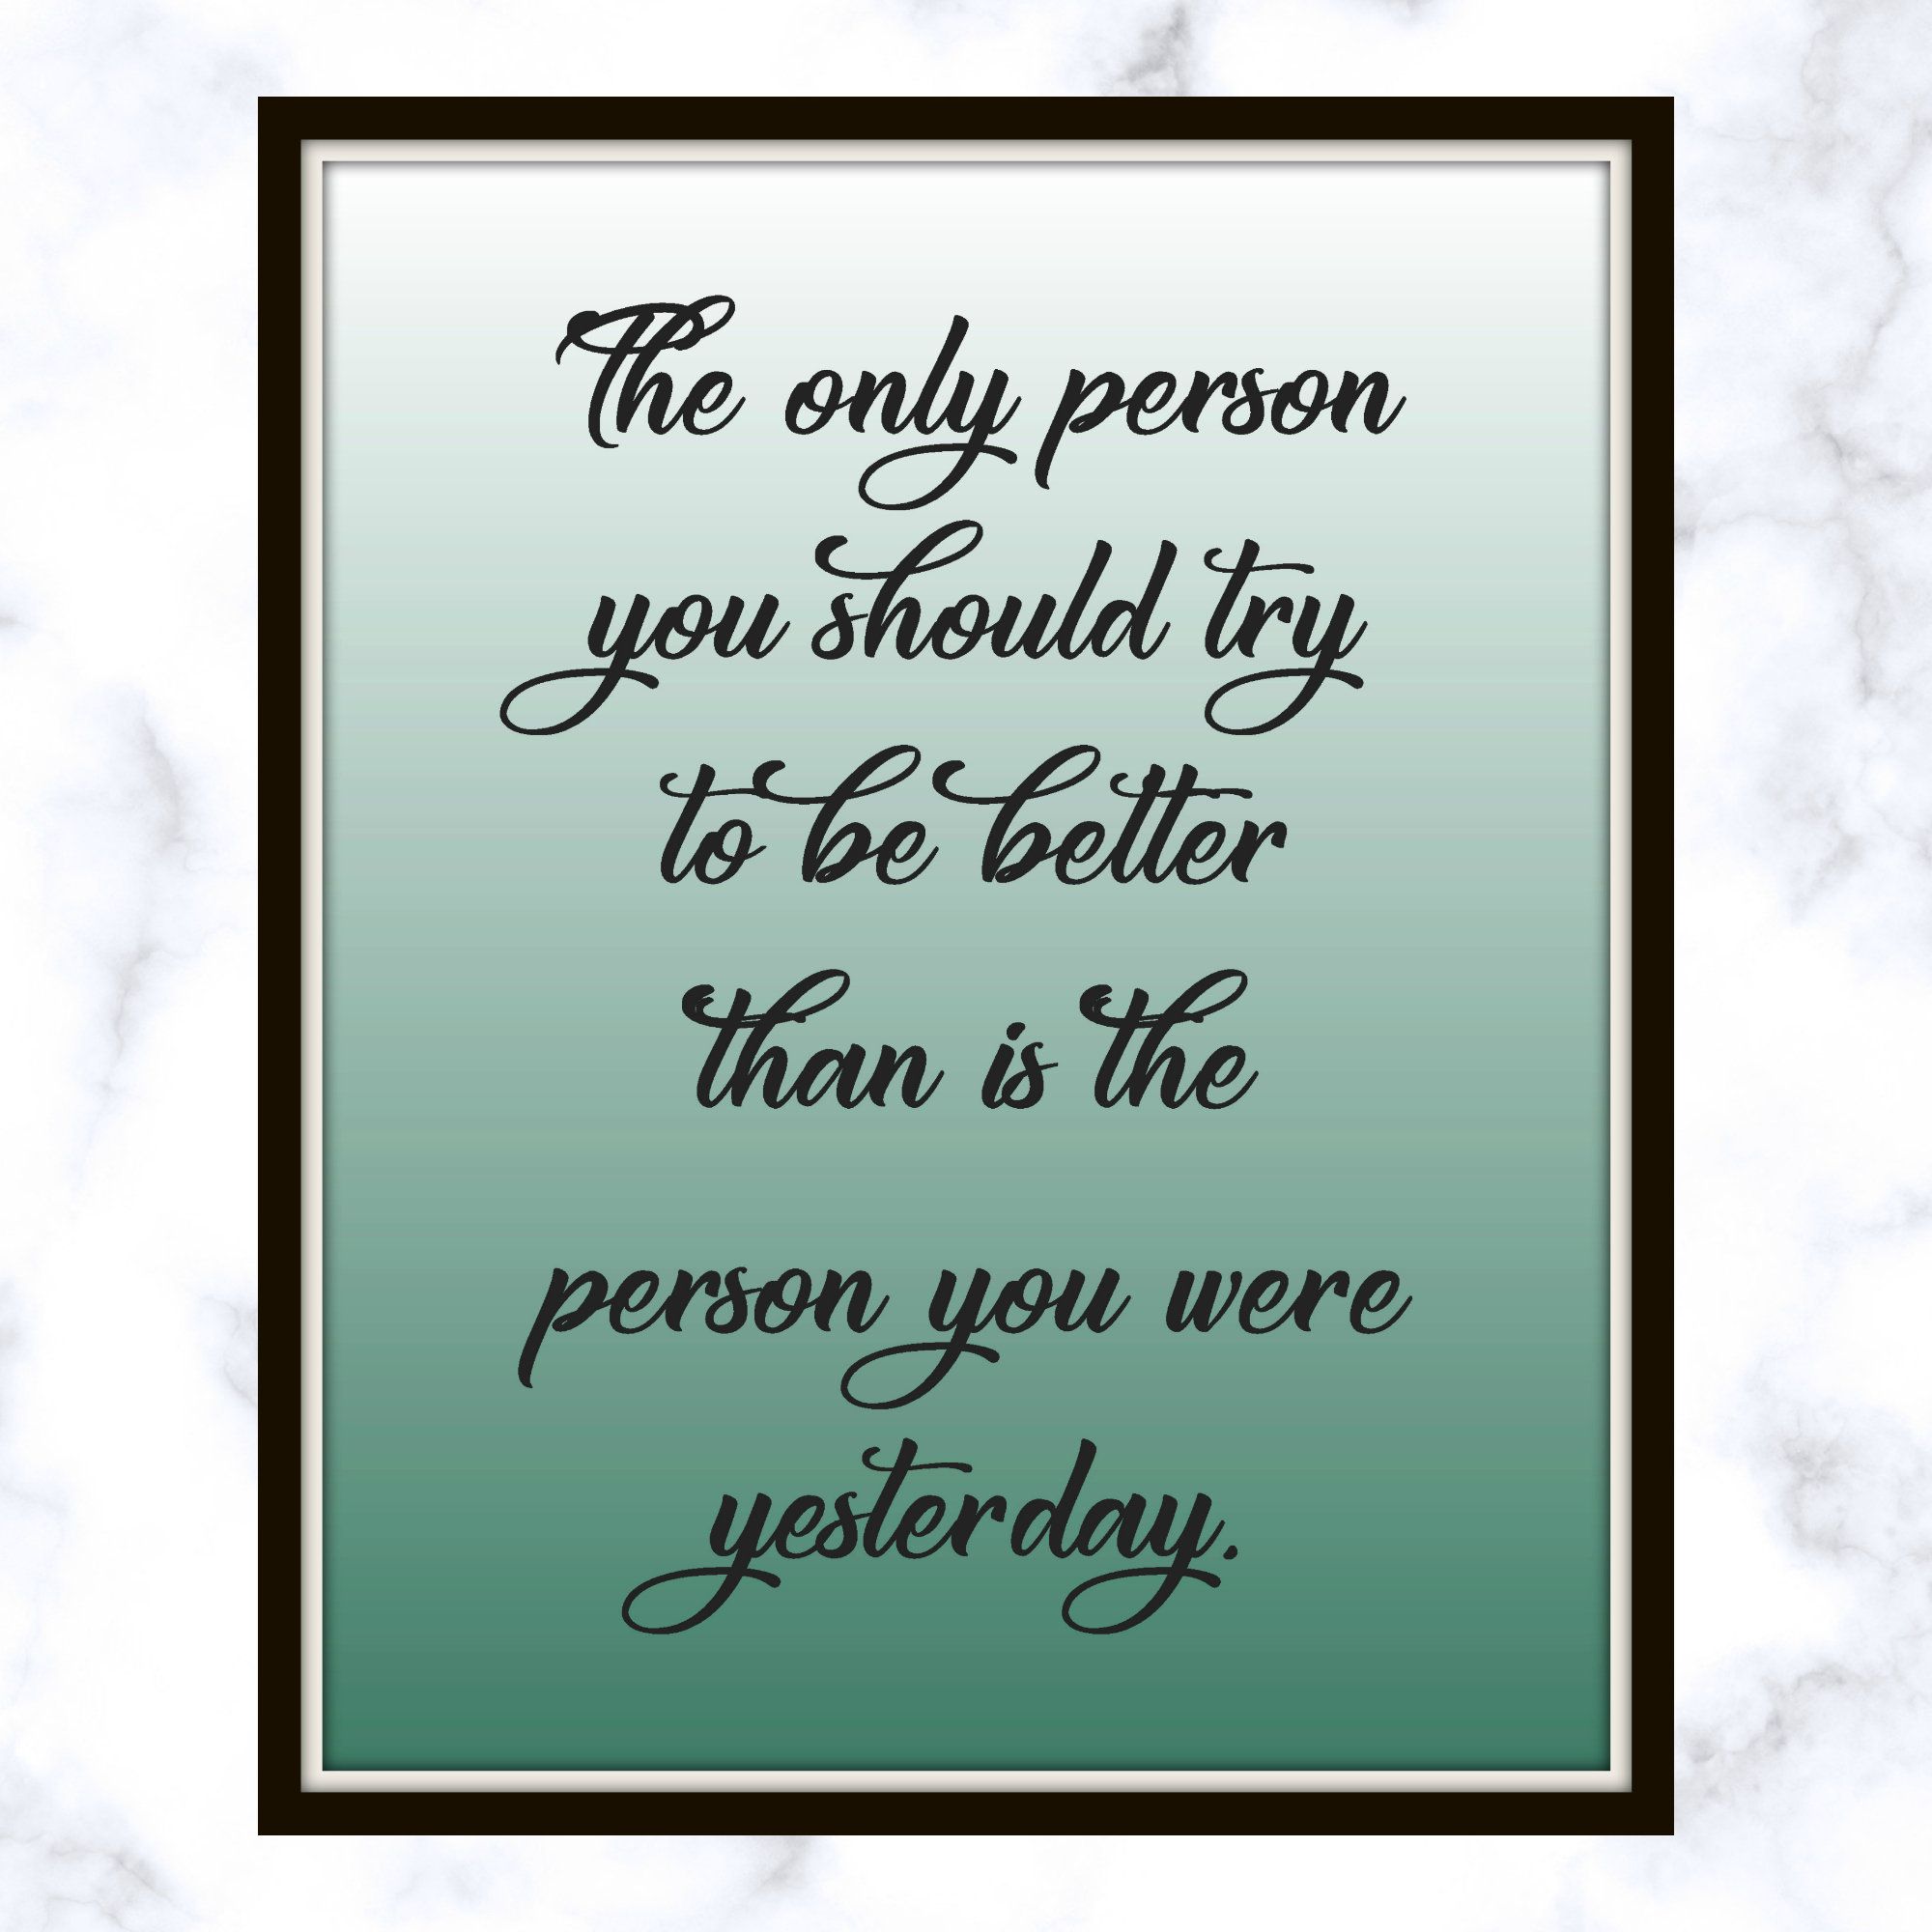 The only person
you should try
to be better
than is the
person you were
yesterday.